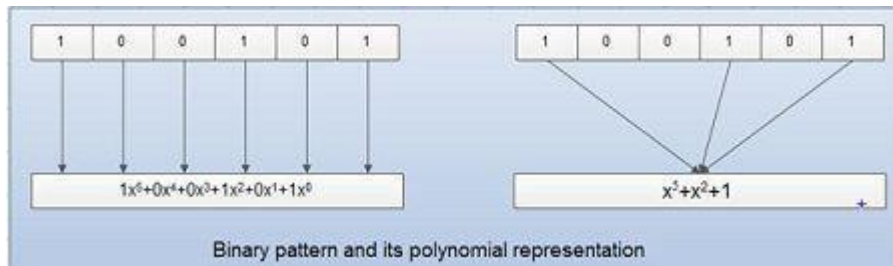 1 0 0 1 0 1
1 0 0 1 0 1
1x⁵+0x⁴+0x³+1x²+0x¹+1x⁰
x⁵+x²+1
Binary pattern and its polynomial representation